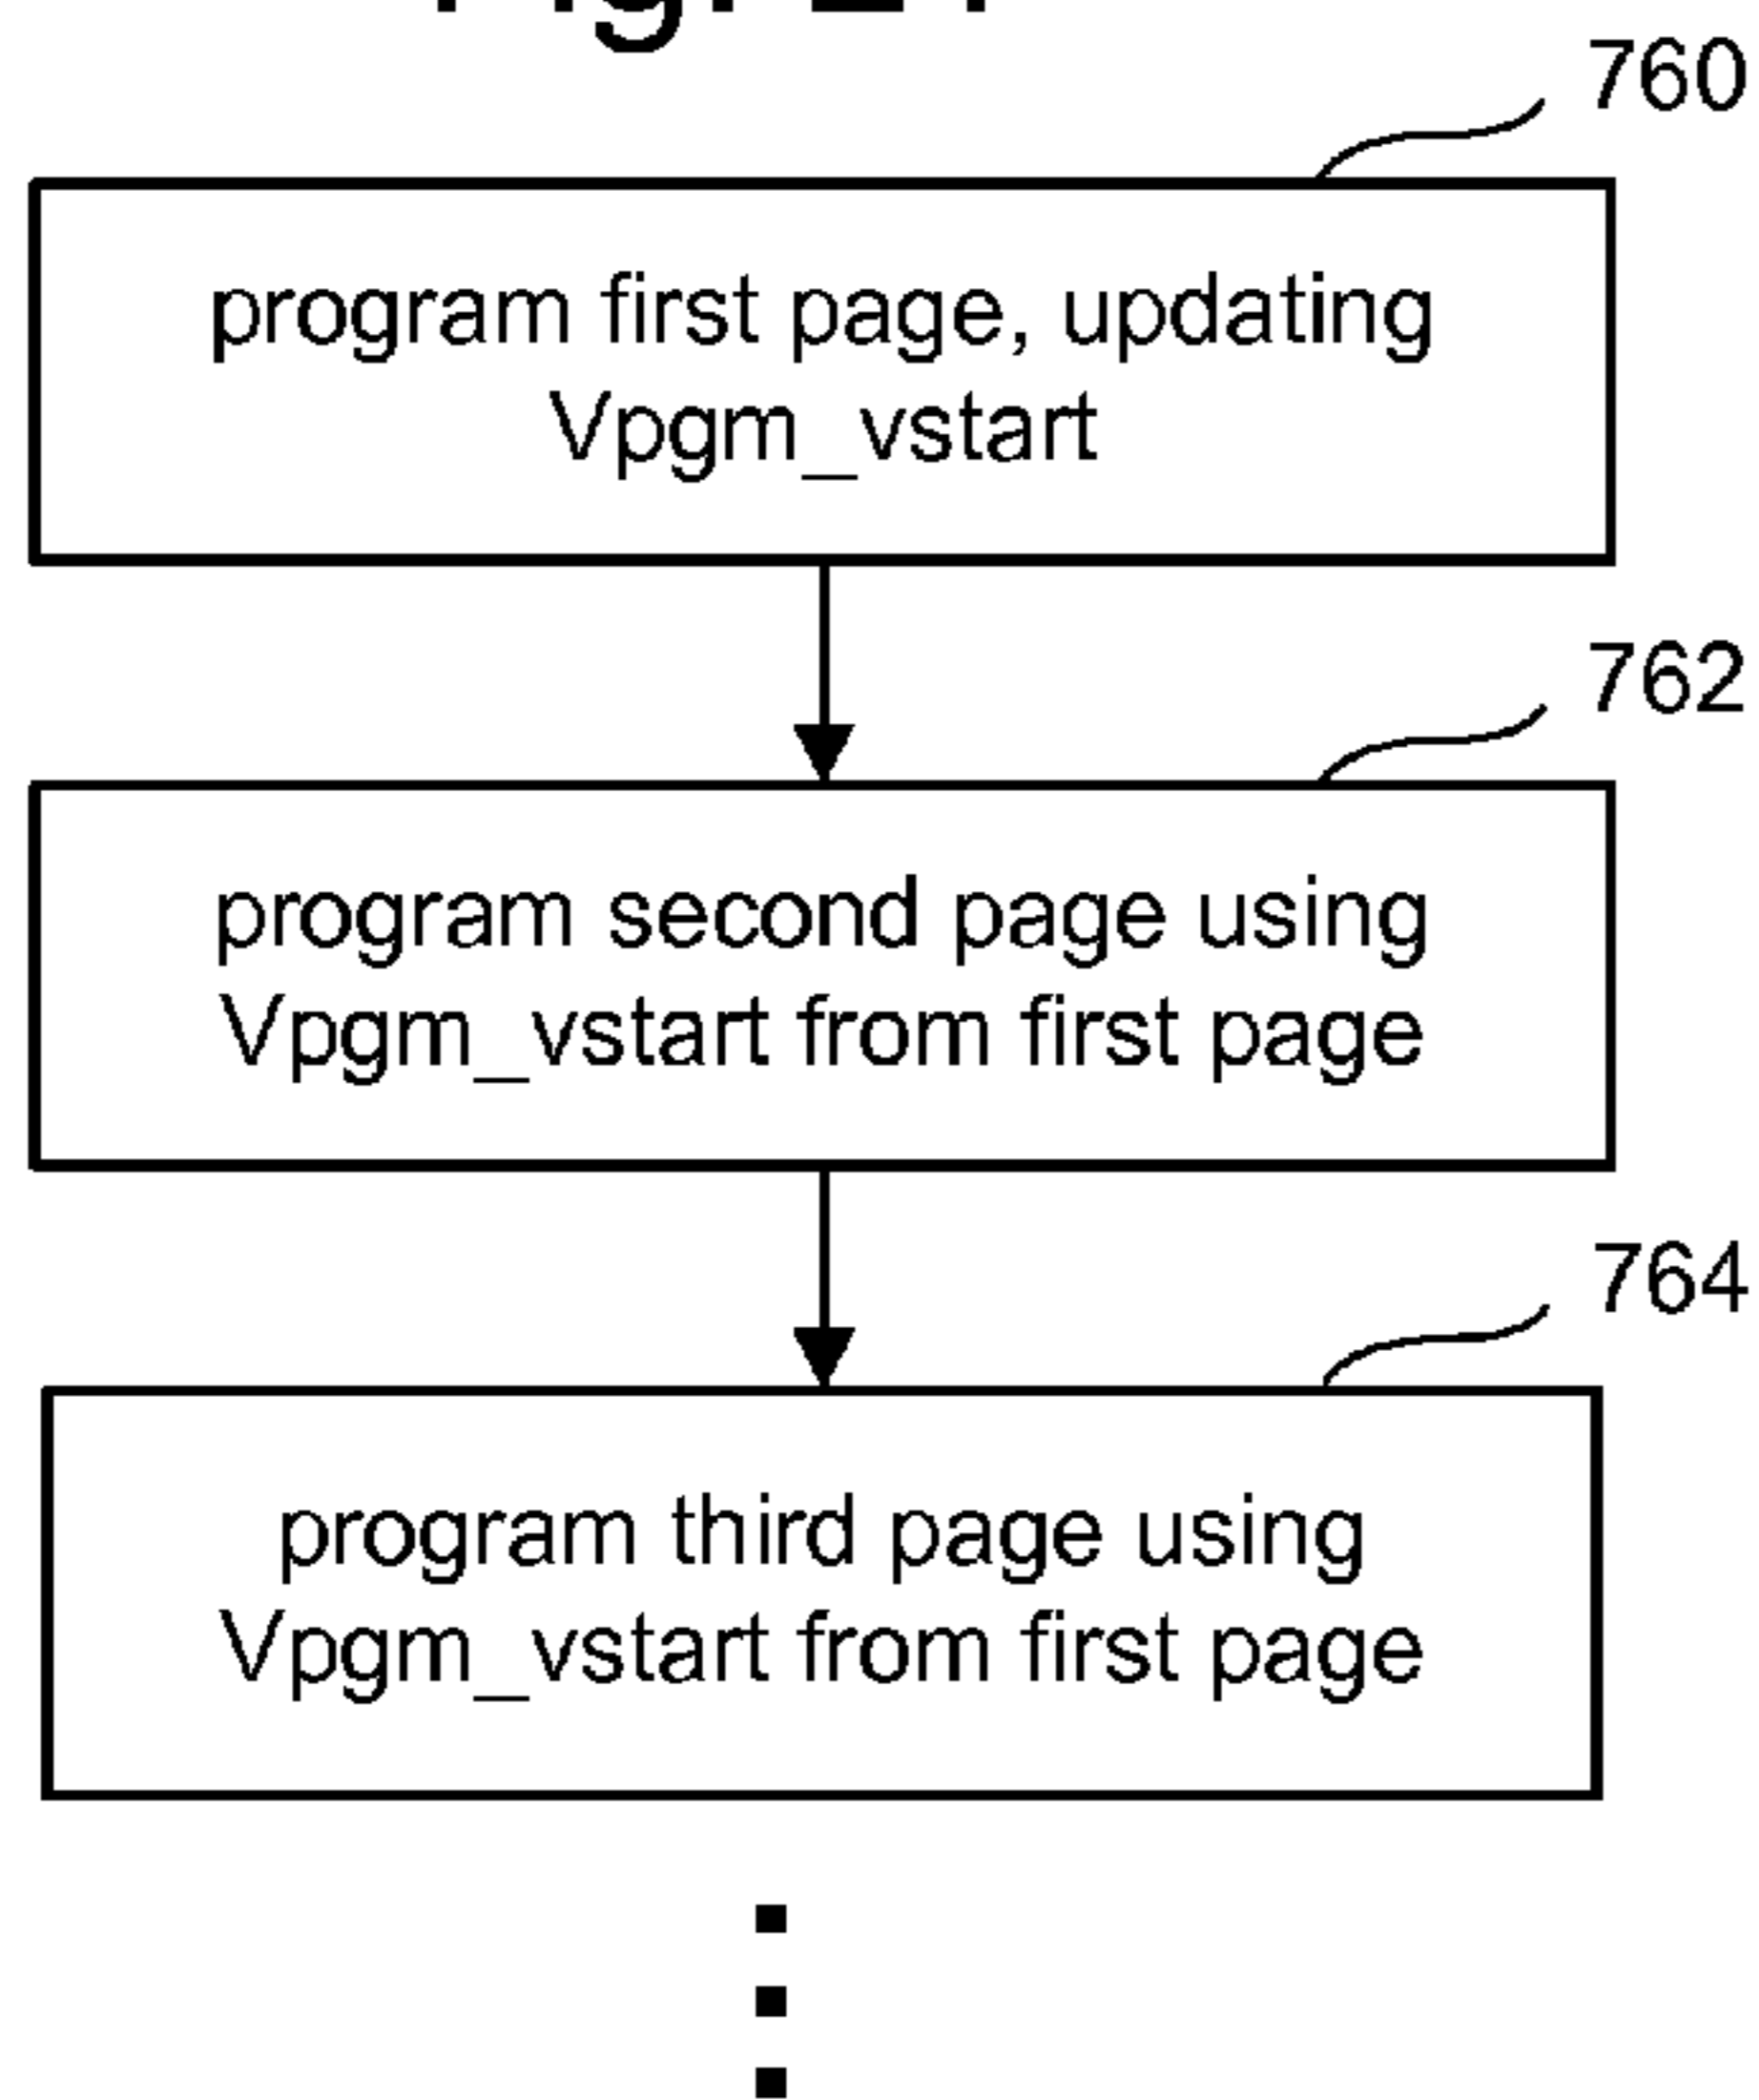 760
program first page, updating
Vpgm_vstart
762
program second page using
Vpgm_vstart from first page
764
program third page using
Vpgm_vstart from first page